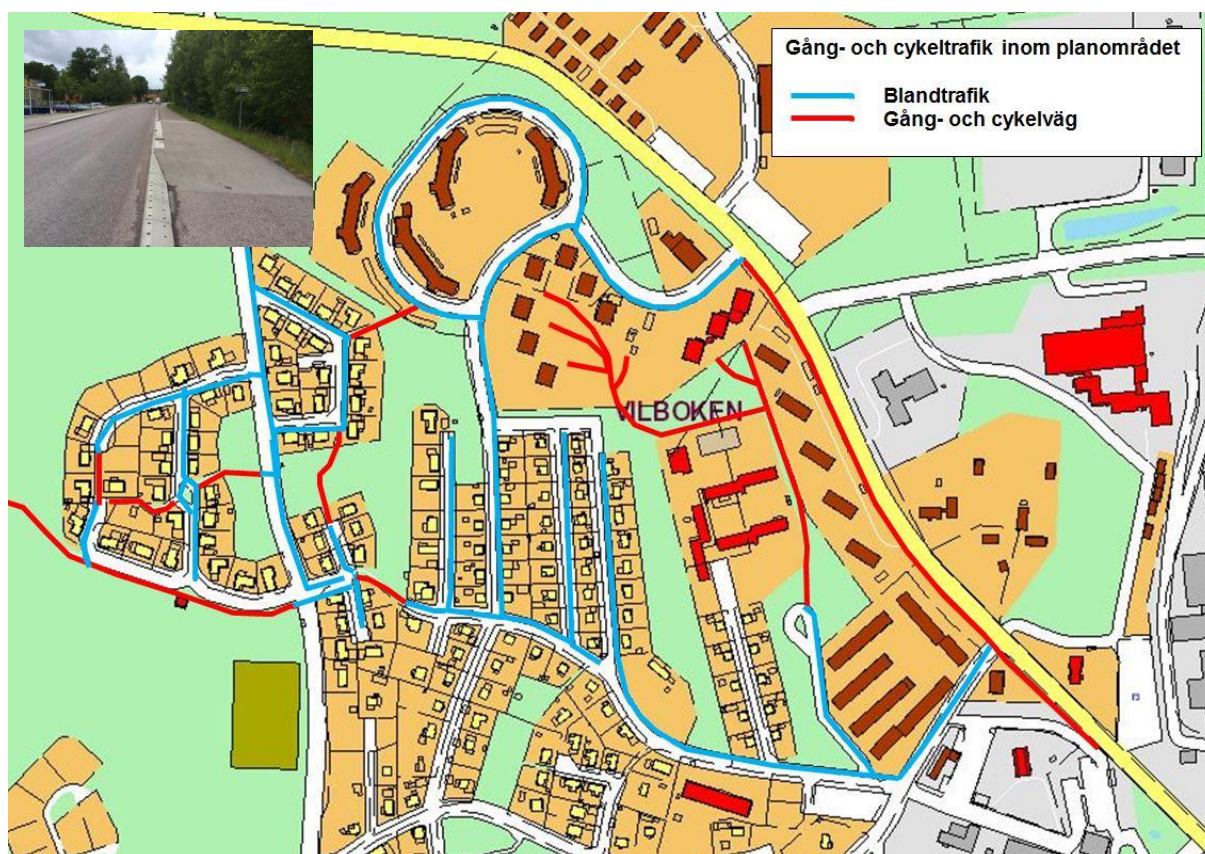 Gång- och cykeltrafik inom planområdet
Blandtrafik
Gång- och cykelväg
VILBOKEN
P